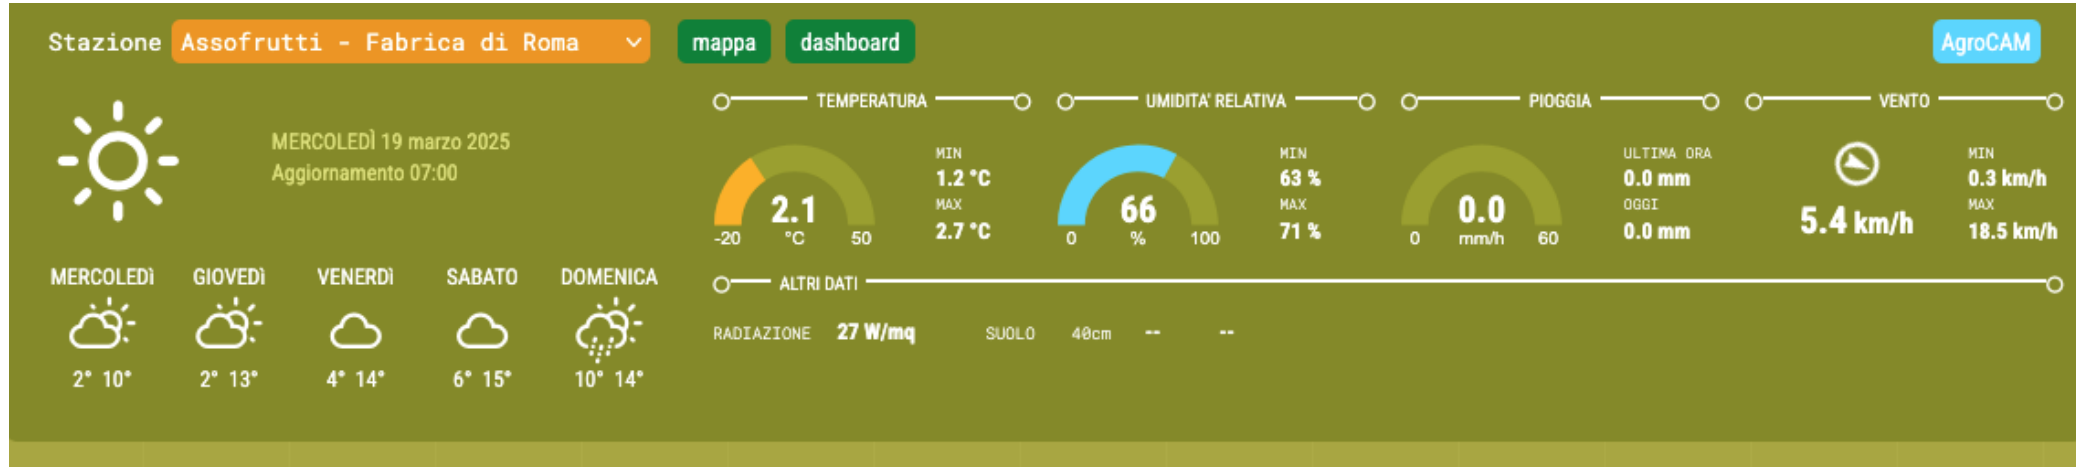 Stazione Assofrutti - Fabrica di Roma mappa dashboard AgroCAM
MERCOLEDÌ 19 marzo 2025
Aggiornamento 07:00
MERCOLEDÌ GIOVEDÌ VENERDÌ SABATO DOMENICA
2° 10° 2° 13° 4° 14° 6° 15° 10° 14°
TEMPERATURA
2.1
°C
-20 50
MIN
1.2 °C
MAX
2.7 °C
UMIDITA' RELATIVA
66
%
0 100
MIN
63 %
MAX
71 %
PIOGGIA
0.0
mm/h
0 60
ULTIMA ORA
0.0 mm
OGGI
0.0 mm
VENTO
5.4 km/h
MIN
0.3 km/h
MAX
18.5 km/h
ALTRI DATI
RADIAZIONE 27 W/mq SUOLO 40cm -- --